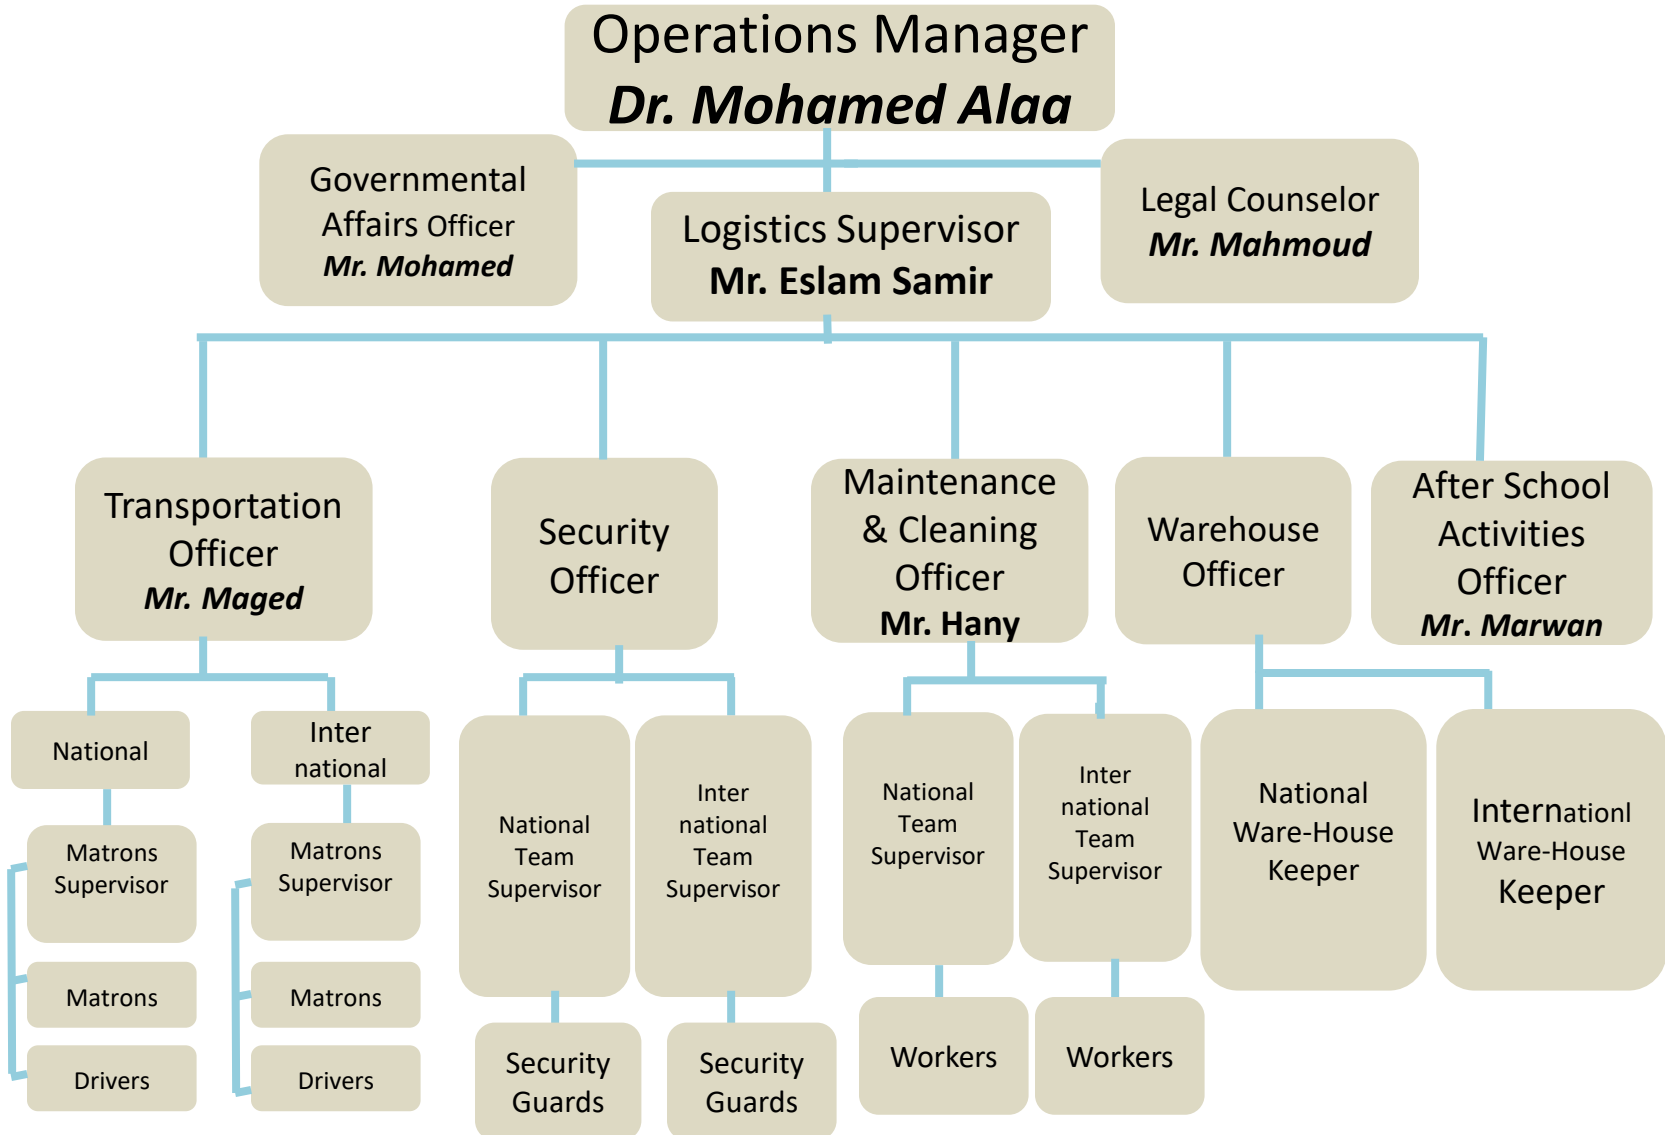 Operations Manager
Dr. Mohamed Alaa
Governmental
Affairs Officer
Mr. Mohamed
Logistics Supervisor
Mr. Eslam Samir
Legal Counselor
Mr. Mahmoud
Transportation
Officer
Mr. Maged
Security
Officer
Maintenance
& Cleaning
Officer
Mr. Hany
Warehouse
Officer
After School
Activities
Officer
Mr. Marwan
National
Inter
national
Matrons
Supervisor
Matrons
Drivers
Matrons
Supervisor
Matrons
Drivers
National
Team
Supervisor
Security
Guards
Inter
national
Team
Supervisor
Security
Guards
National
Team
Supervisor
Workers
Inter
national
Team
Supervisor
Workers
National
Ware-House
Keeper
Internationl
Ware-House
Keeper